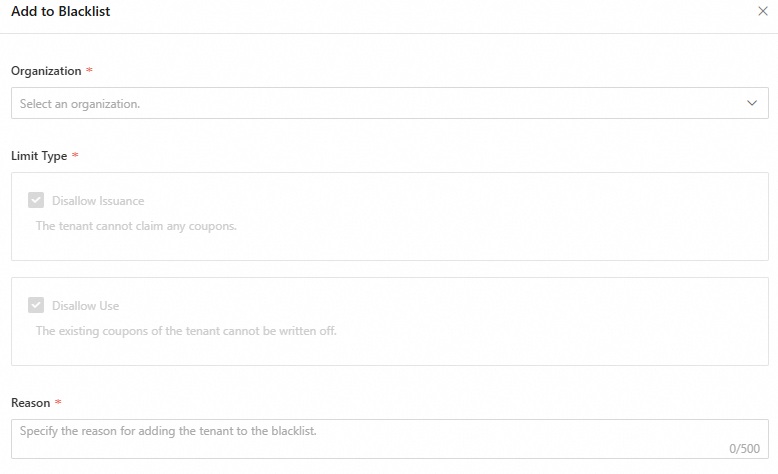 Add to Blacklist
Organization *
Select an organization.
Limit Type *
Disallow Issuance
The tenant cannot claim any coupons.
Disallow Use
The existing coupons of the tenant cannot be written off.
Reason *
Specify the reason for adding the tenant to the blacklist.
0/500